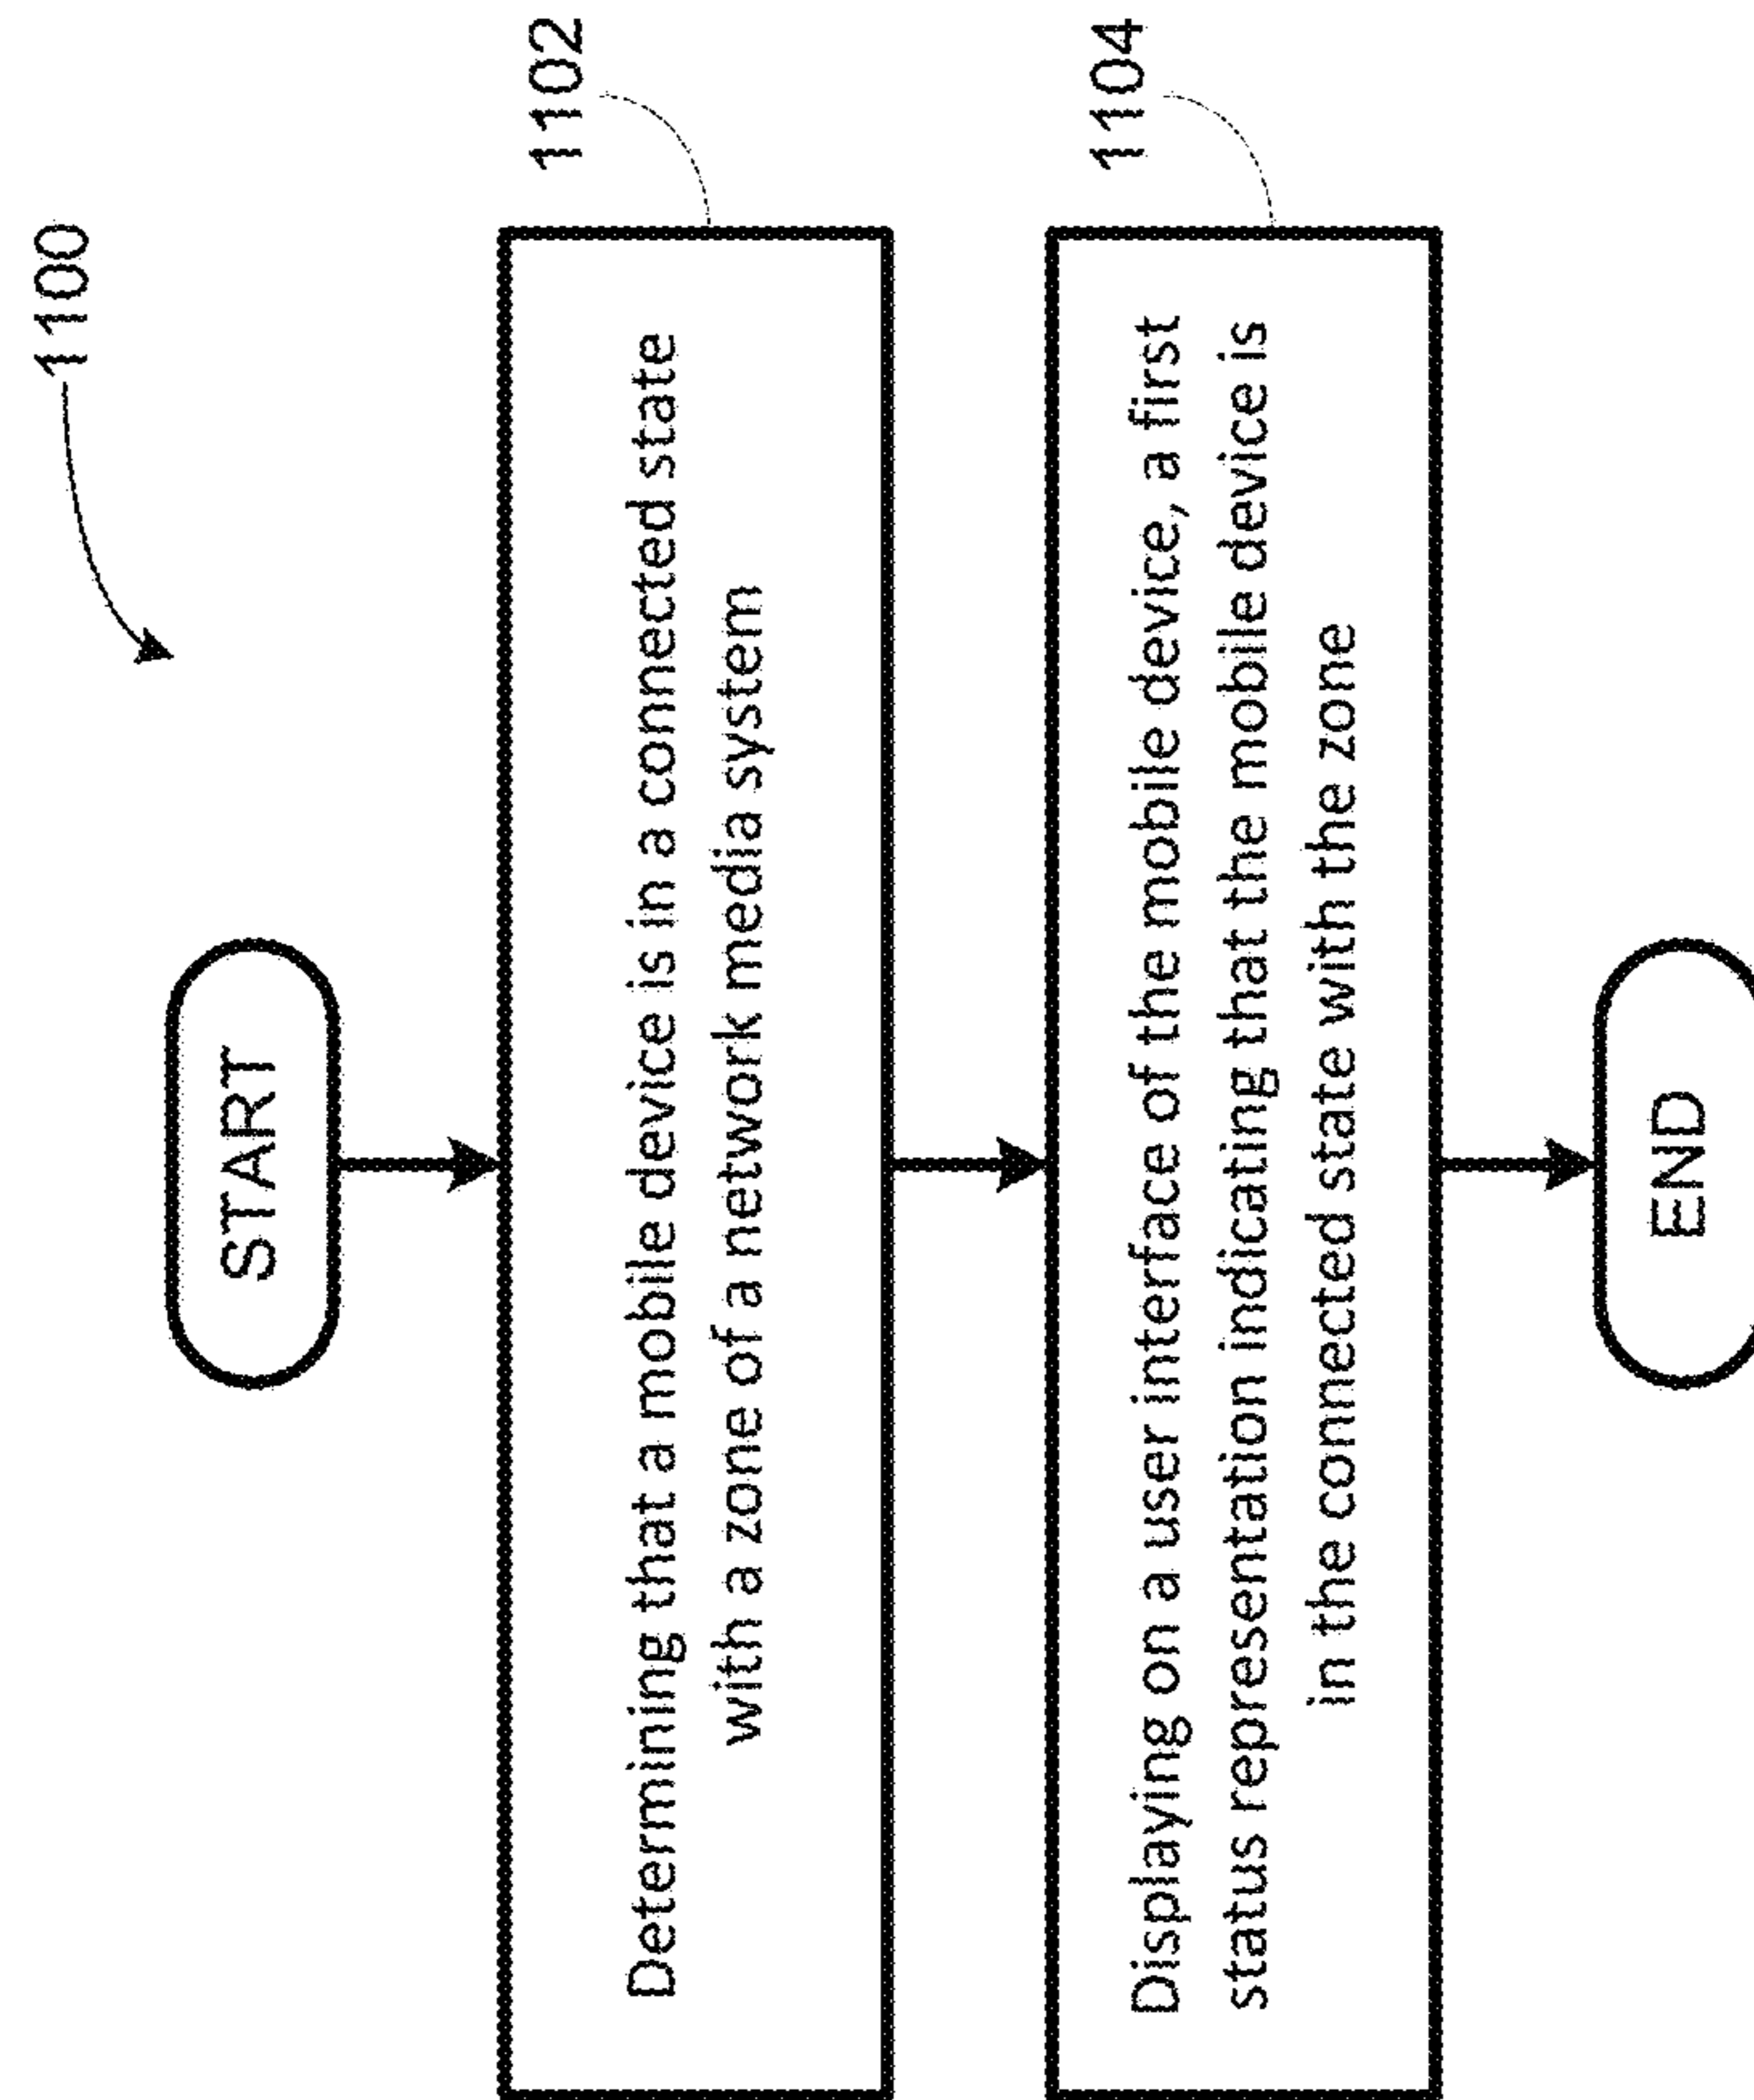 1100
START
1102
Determining that a mobile device is in a connected state
with a zone of a network media system
1104
Displaying on a user interface of the mobile device, a first
status representation indicating that the mobile device is
in the connected state with the zone
END